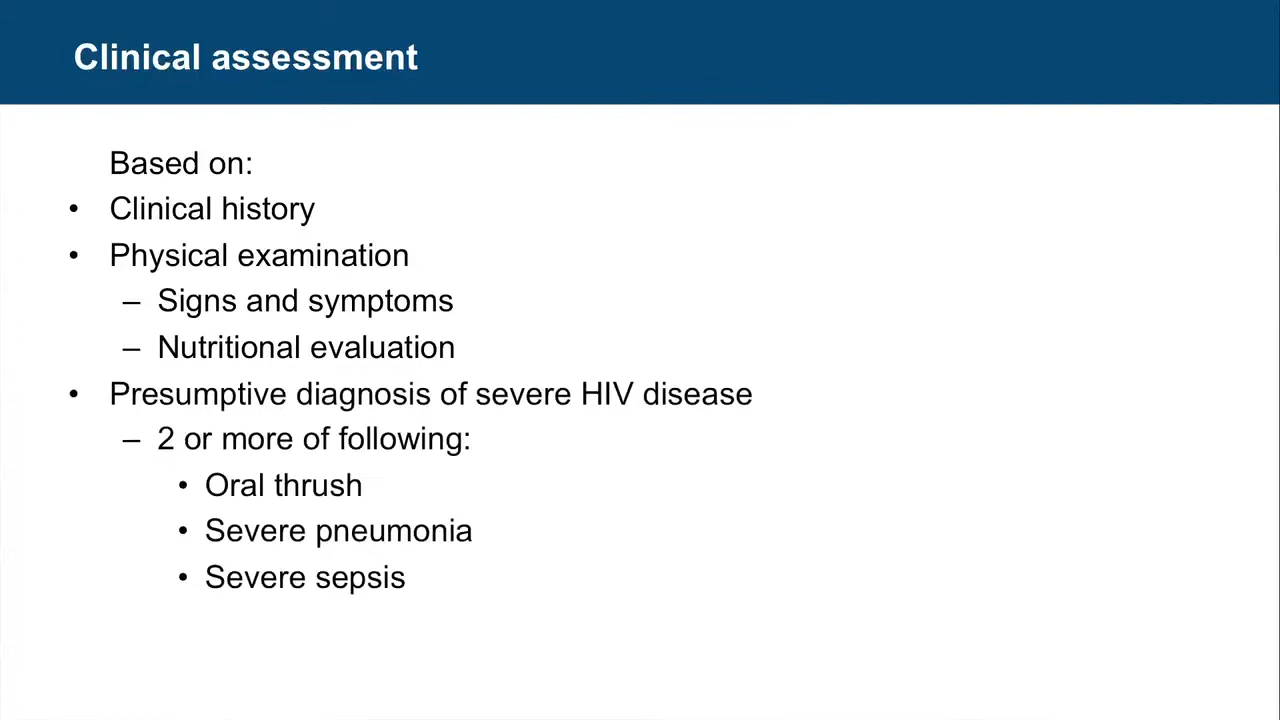 Clinical assessment
Based on:
• Clinical history
• Physical examination
– Signs and symptoms
– Nutritional evaluation
• Presumptive diagnosis of severe HIV disease
– 2 or more of following:
• Oral thrush
• Severe pneumonia
• Severe sepsis